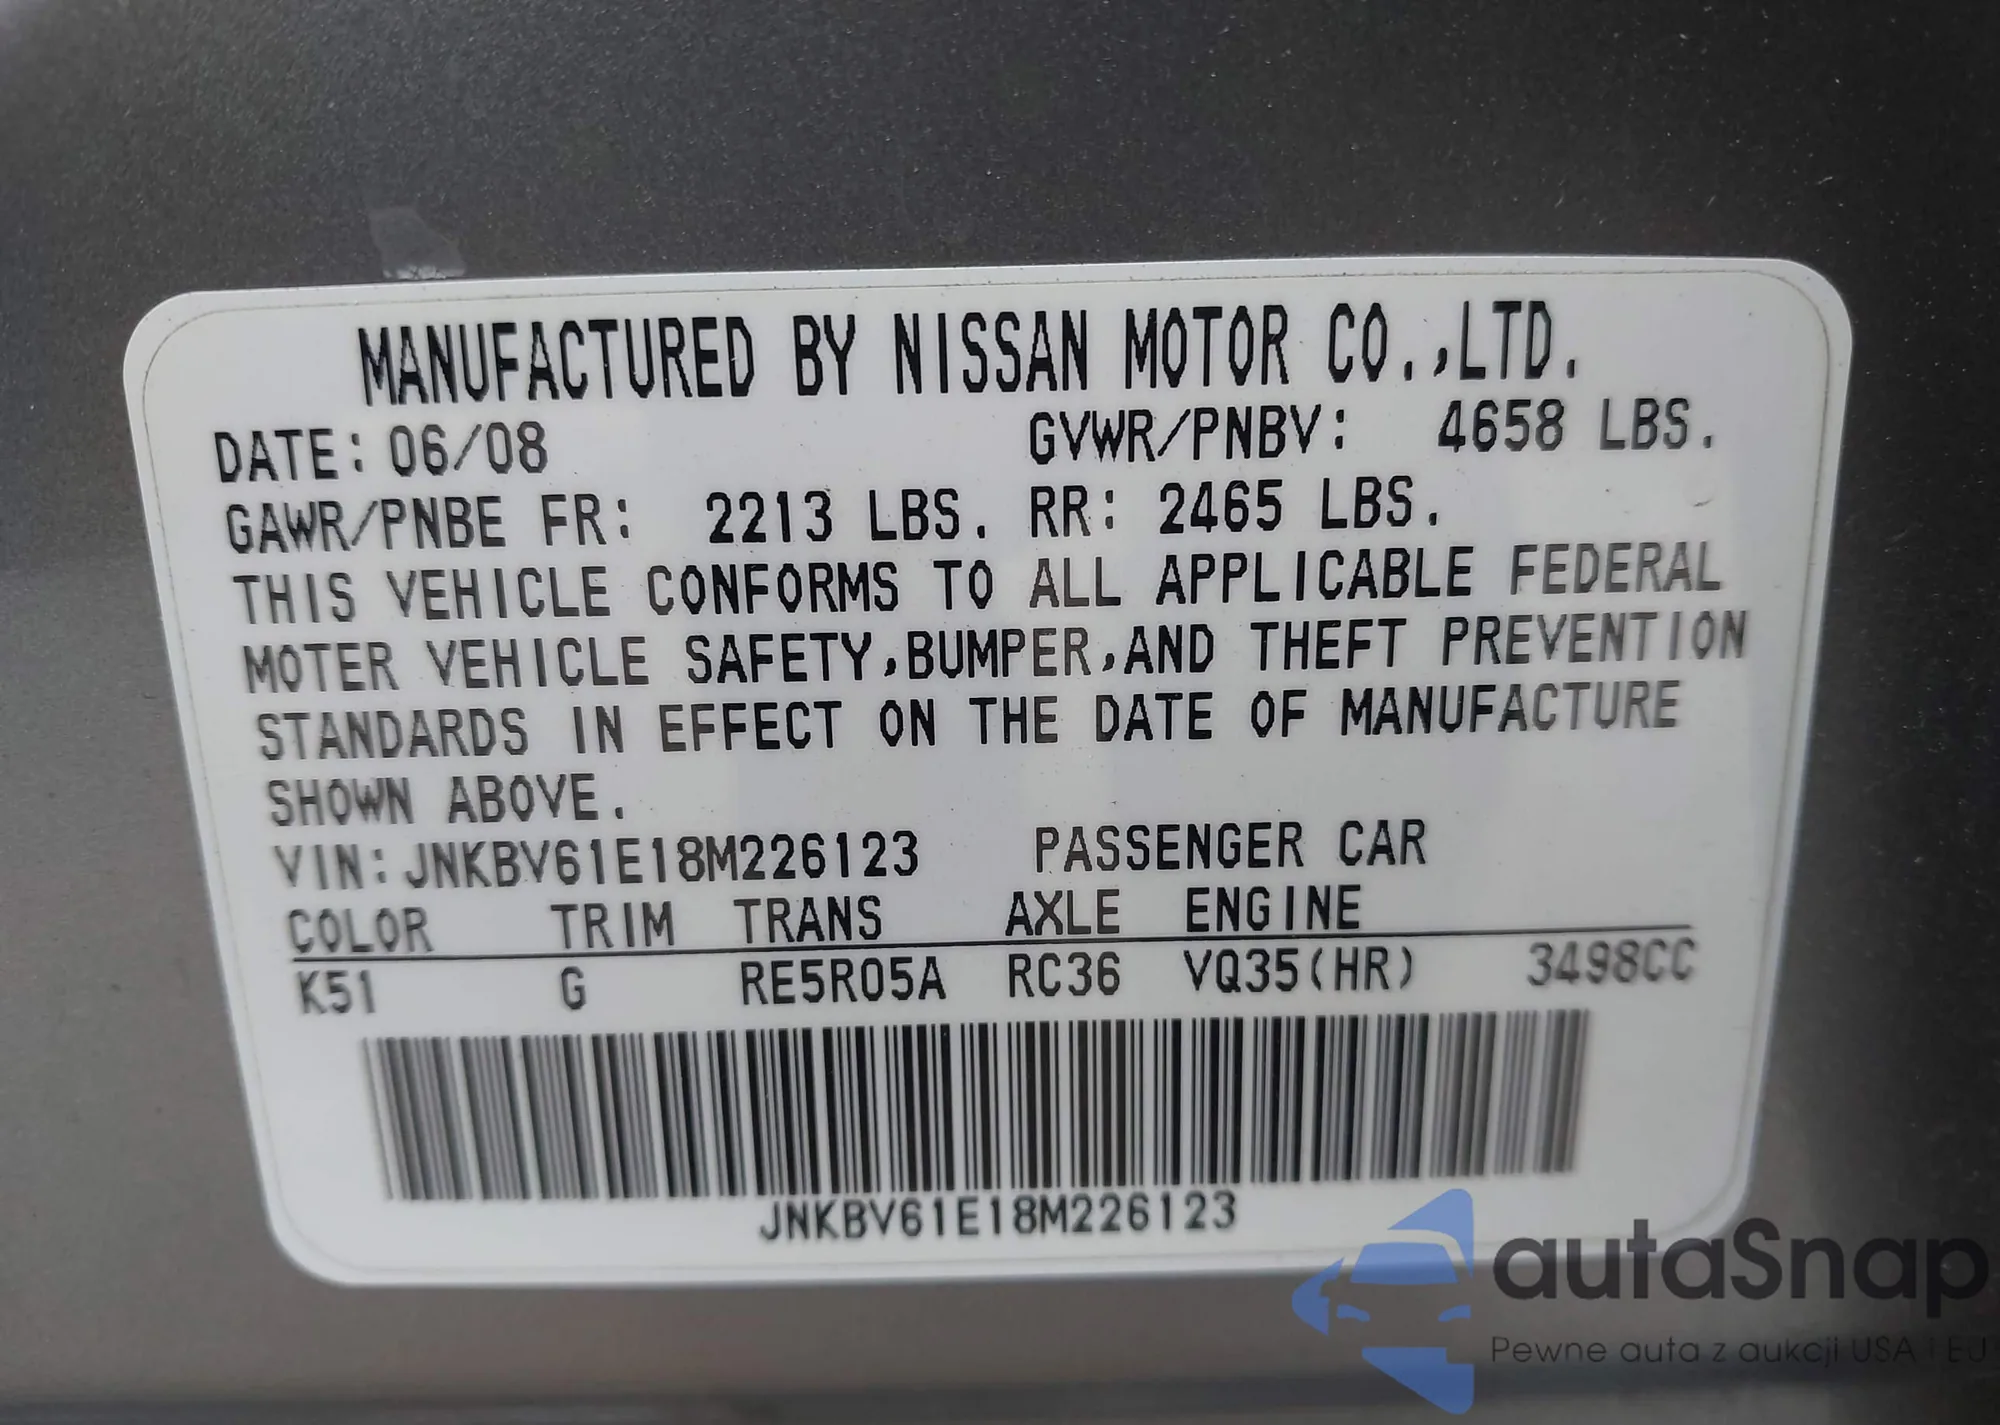 MANUFACTURED BY NISSAN MOTOR CO.,LTD.
DATE: 06/08 GVWR/PNBV: 4658 LBS.
GAWR/PNBE FR: 2213 LBS. RR: 2465 LBS.
THIS VEHICLE CONFORMS TO ALL APPLICABLE FEDERAL
MOTER VEHICLE SAFETY,BUMPER,AND THEFT PREVENTION
STANDARDS IN EFFECT ON THE DATE OF MANUFACTURE
SHOWN ABOVE.
VIN:JNKBV61E18M226123 PASSENGER CAR
COLOR TRIM TRANS AXLE ENGINE
K51 G RE5R05A RC36 VQ35(HR) 3498CC
JNKBV61E18M226123
autaSnap
Pewne auta z aukcji USA i EU